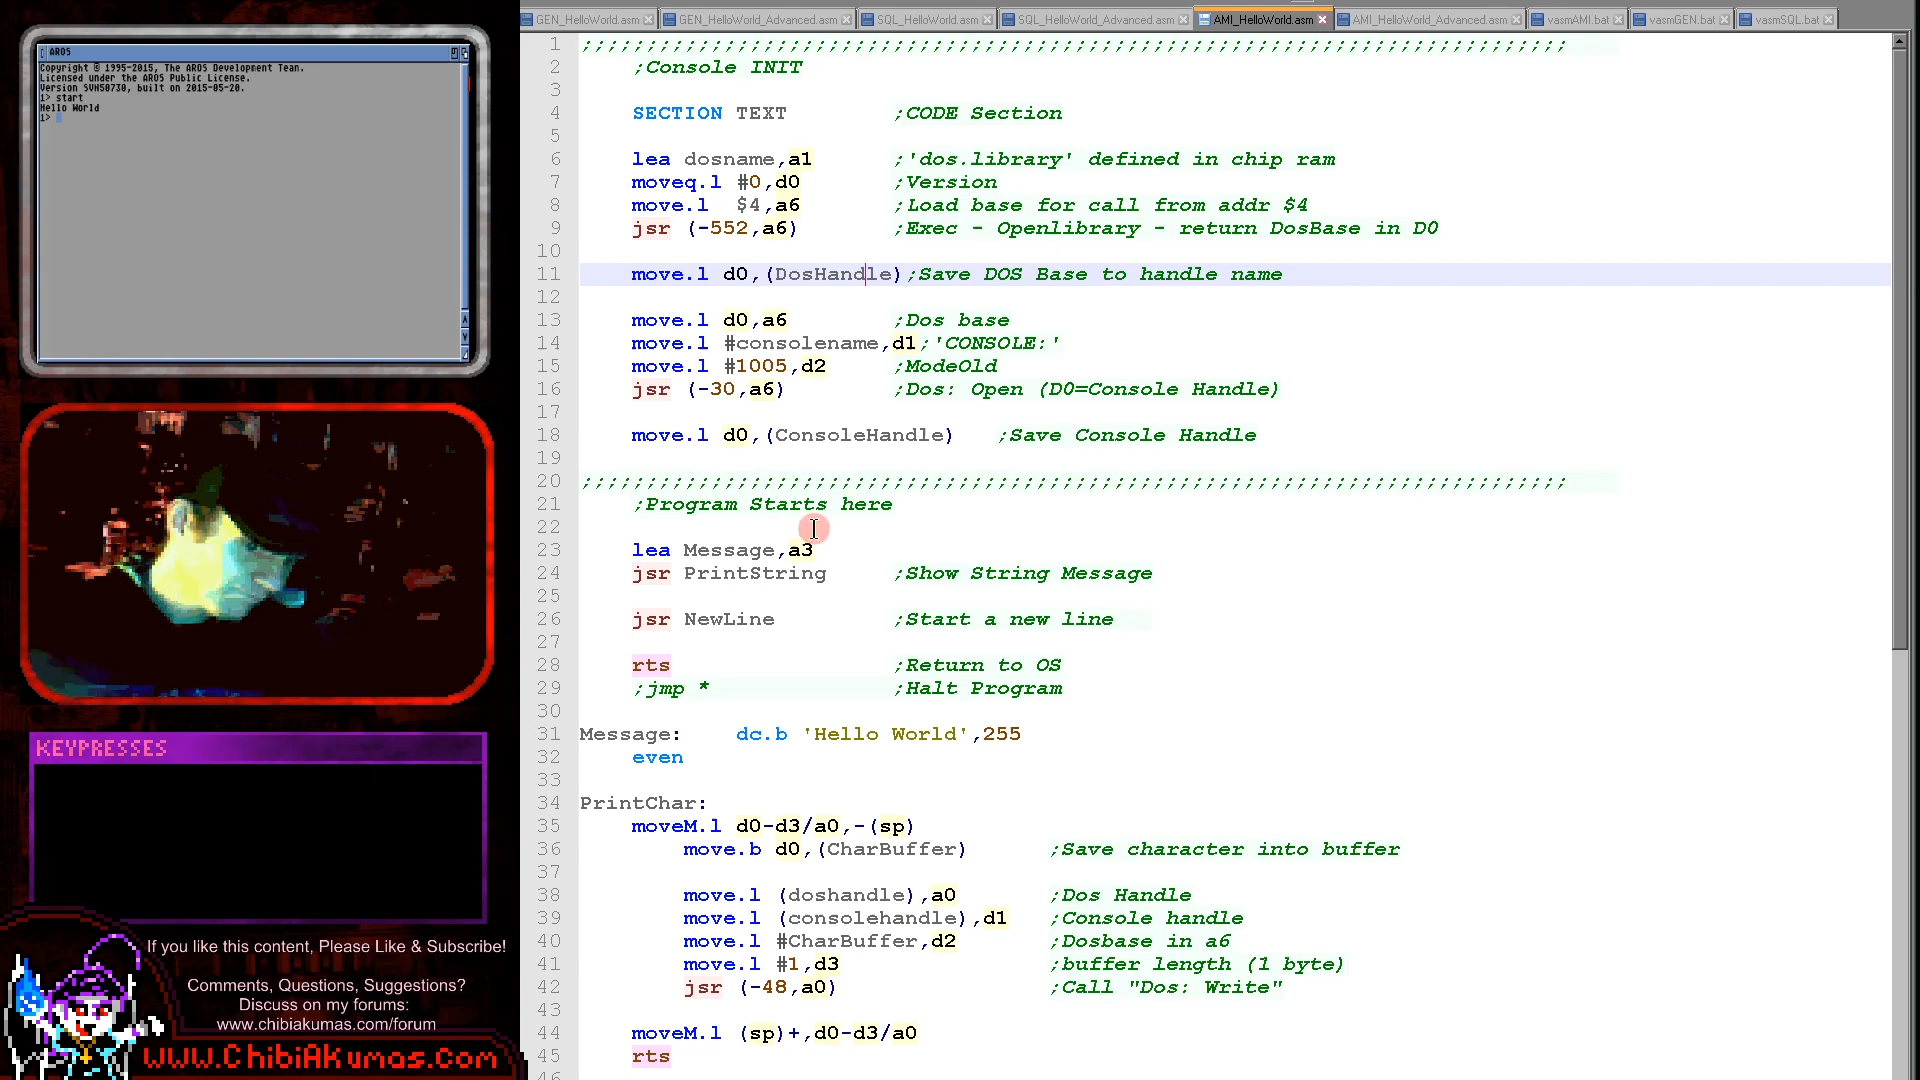 GEN_HelloWorld.asm GEN_HelloWorld_Advanced.asm SQL_HelloWorld.asm SQL_HelloWorld_Advanced.asm AMI_HelloWorld.asm AMI_HelloWorld_Advanced.asm vasmAMI.bat vasmGEN.bat vasmSQL.bat
AROS
Copyright © 1995-2015, The AROS Development Team.
Licensed under the AROS Public License.
Version SVN50730, built on 2015-05-20.
1> start
Hello World
1>
KEYPRESSES
If you like this content, Please Like & Subscribe!
Comments, Questions, Suggestions?
Discuss on my forums:
www.chibiakumas.com/forum
www.ChibiAkumas.com
1 ;;;;;;;;;;;;;;;;;;;;;;;;;;;;;;;;;;;;;;;;;;;;;;;;;;;;;;;;;;;;;;;;;;;;;;;;;;;
2 ;Console INIT
3
4 SECTION TEXT ;CODE Section
5
6 lea dosname,a1 ;'dos.library' defined in chip ram
7 moveq.l #0,d0 ;Version
8 move.l $4,a6 ;Load base for call from addr $4
9 jsr (-552,a6) ;Exec - Openlibrary - return DosBase in D0
10
11 move.l d0,(DosHandle);Save DOS Base to handle name
12
13 move.l d0,a6 ;Dos base
14 move.l #consolename,d1;'CONSOLE:'
15 move.l #1005,d2 ;ModeOld
16 jsr (-30,a6) ;Dos: Open (D0=Console Handle)
17
18 move.l d0,(ConsoleHandle) ;Save Console Handle
19
20 ;;;;;;;;;;;;;;;;;;;;;;;;;;;;;;;;;;;;;;;;;;;;;;;;;;;;;;;;;;;;;;;;;;;;;;;;;;;
21 ;Program Starts here
22
23 lea Message,a3
24 jsr PrintString ;Show String Message
25
26 jsr NewLine ;Start a new line
27
28 rts ;Return to OS
29 ;jmp * ;Halt Program
30
31 Message: dc.b 'Hello World',255
32 even
33
34 PrintChar:
35 moveM.l d0-d3/a0,-(sp)
36 move.b d0,(CharBuffer) ;Save character into buffer
37
38 move.l (doshandle),a0 ;Dos Handle
39 move.l (consolehandle),d1 ;Console handle
40 move.l #CharBuffer,d2 ;Dosbase in a6
41 move.l #1,d3 ;buffer length (1 byte)
42 jsr (-48,a0) ;Call "Dos: Write"
43
44 moveM.l (sp)+,d0-d3/a0
45 rts
46